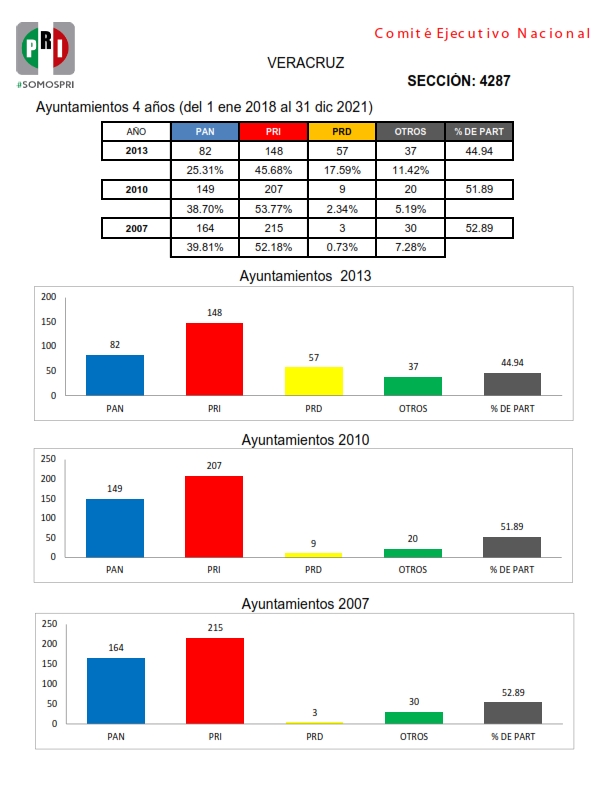 Comité Ejecutivo Nacional
PRI
#SOMOSPRI
VERACRUZ
SECCIÓN: 4287
Ayuntamientos 4 años (del 1 ene 2018 al 31 dic 2021)
AÑO PAN PRI PRD OTROS % DE PART
2013 82 148 57 37 44.94
25.31% 45.68% 17.59% 11.42%
2010 149 207 9 20 51.89
38.70% 53.77% 2.34% 5.19%
2007 164 215 3 30 52.89
39.81% 52.18% 0.73% 7.28%
Ayuntamientos 2013
200
150
100
50
0
82 148 57 37 44.94
PAN PRI PRD OTROS % DE PART
Ayuntamientos 2010
250
200
150
100
50
0
149 207 9 20 51.89
PAN PRI PRD OTROS % DE PART
Ayuntamientos 2007
250
200
150
100
50
0
164 215 3 30 52.89
PAN PRI PRD OTROS % DE PART